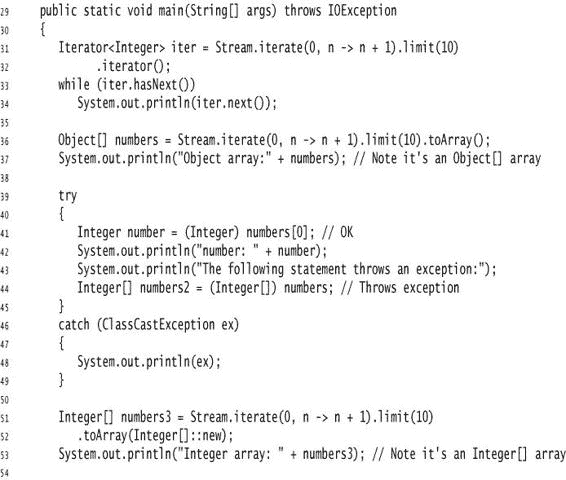 29 public static void main(String[] args) throws IOException
30 {
31 Iterator<Integer> iter = Stream.iterate(0, n -> n + 1).limit(10)
32 .iterator();
33 while (iter.hasNext())
34 System.out.println(iter.next());
35
36 Object[] numbers = Stream.iterate(0, n -> n + 1).limit(10).toArray();
37 System.out.println("Object array:" + numbers); // Note it's an Object[] array
38
39 try
40 {
41 Integer number = (Integer) numbers[0]; // OK
42 System.out.println("number: " + number);
43 System.out.println("The following statement throws an exception:");
44 Integer[] numbers2 = (Integer[]) numbers; // Throws exception
45 }
46 catch (ClassCastException ex)
47 {
48 System.out.println(ex);
49 }
50
51 Integer[] numbers3 = Stream.iterate(0, n -> n + 1).limit(10)
52 .toArray(Integer[]::new);
53 System.out.println("Integer array: " + numbers3); // Note it's an Integer[] array
54